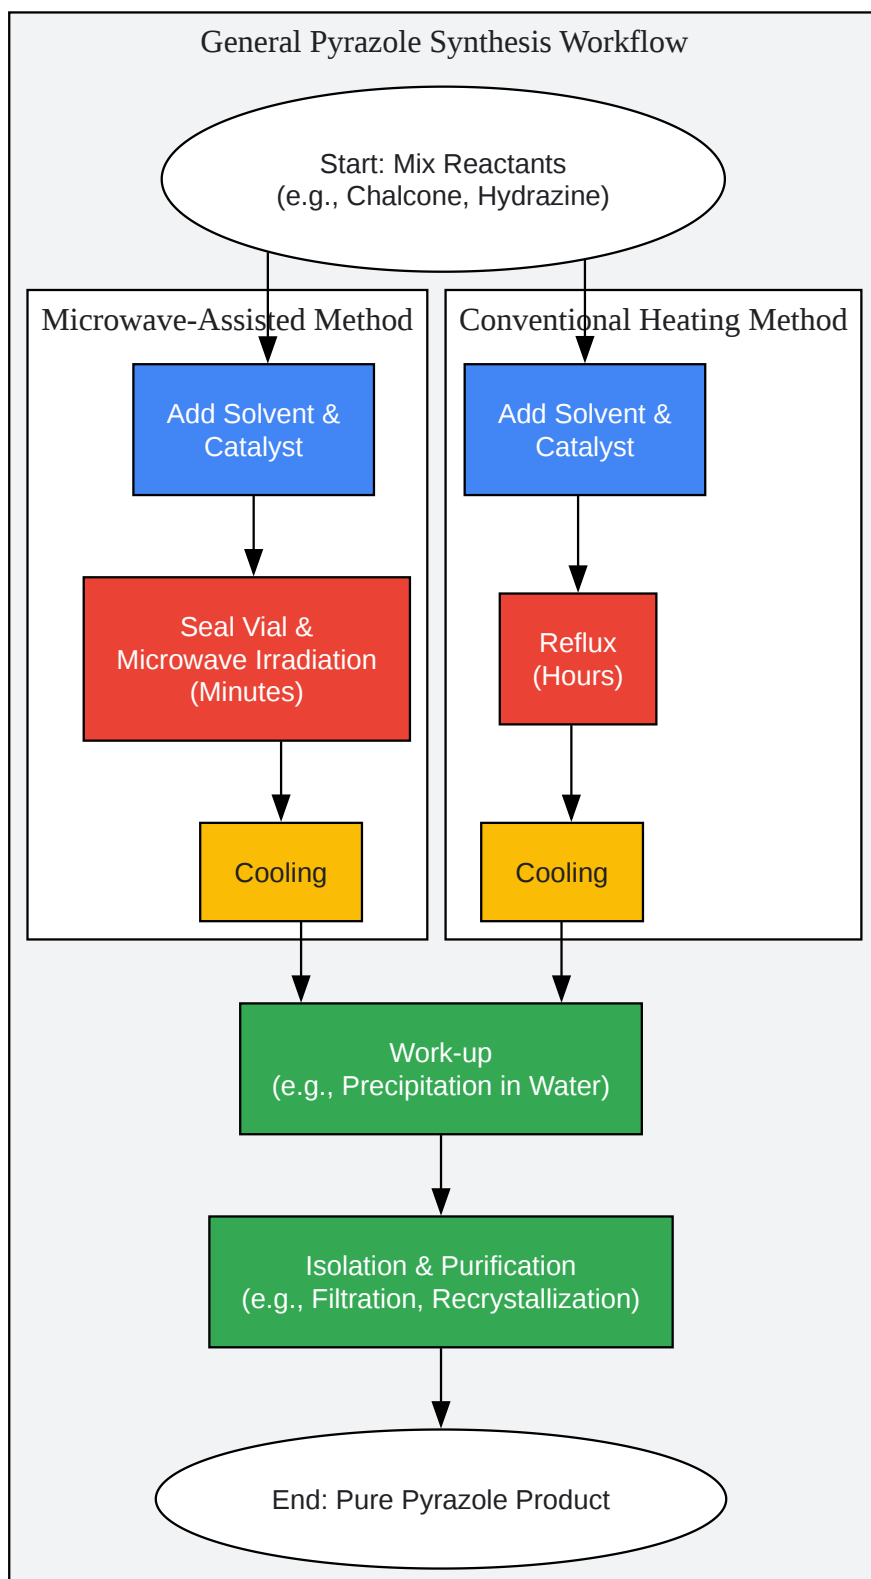 General Pyrazole Synthesis Workflow
Start: Mix Reactants
(e.g., Chalcone, Hydrazine)
Microwave-Assisted Method
Add Solvent &
Catalyst
Seal Vial &
Microwave Irradiation
(Minutes)
Cooling
Conventional Heating Method
Add Solvent &
Catalyst
Reflux
(Hours)
Cooling
Work-up
(e.g., Precipitation in Water)
Isolation & Purification
(e.g., Filtration, Recrystallization)
End: Pure Pyrazole Product